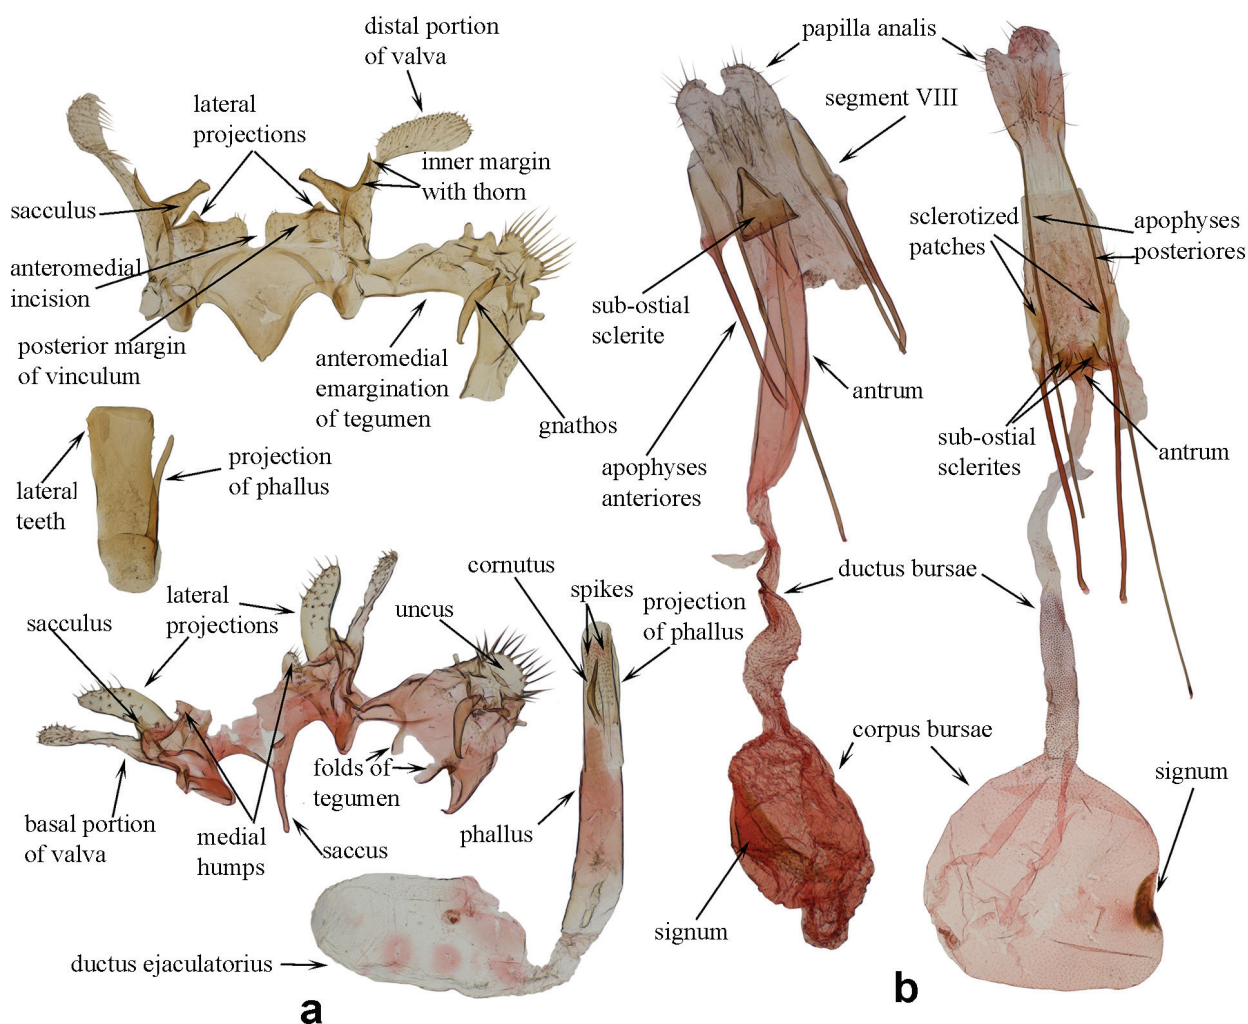 distal portion
of valva
lateral
projections
inner margin
with thorn
sacculus
anteromedial
incision
posterior margin
of vinculum
anteromedial
emargination
of tegumen
gnathos
lateral
teeth
projection
of phallus
cornutus
spikes
projection
of phallus
uncus
lateral
projections
sacculus
folds of
tegumen
basal portion
of valva
medial
humps
saccus
phallus
ductus ejaculatorius
a
papilla analis
segment VIII
sclerotized
patches
apophyses
posteriores
sub-ostial
sclerite
antrum
apophyses
anteriores
sub-ostial
sclerites
antrum
ductus bursae
corpus bursae
signum
signum
b